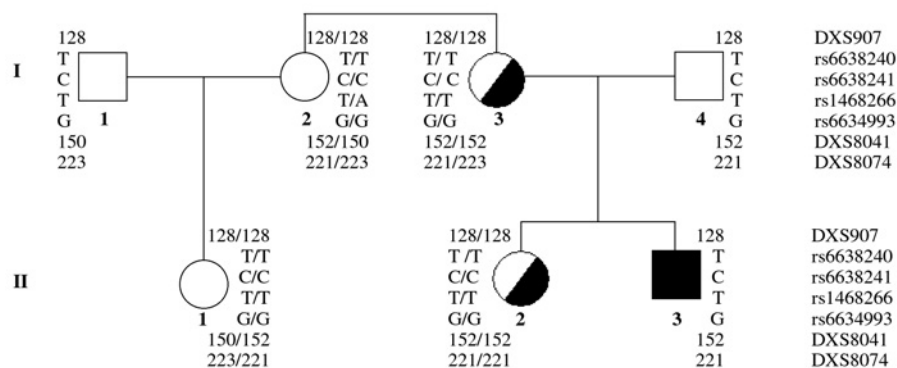 128 128/128 128/128 128 DXS907
T T/T T/ T T rs6638240
I C C/C C/ C C rs6638241
T T/A T/T T rs1468266
G 1 2 G/G G/G 3 4 G rs6634993
150 152/150 152/152 152 DXS8041
223 221/223 221/223 221 DXS8074
128/128 128/128 128 DXS907
T/T T /T T rs6638240
II C/C C/C C rs6638241
T/T T/T T rs1468266
1 G/G G/G 2 3 G rs6634993
150/152 152/152 152 DXS8041
223/221 221/221 221 DXS8074